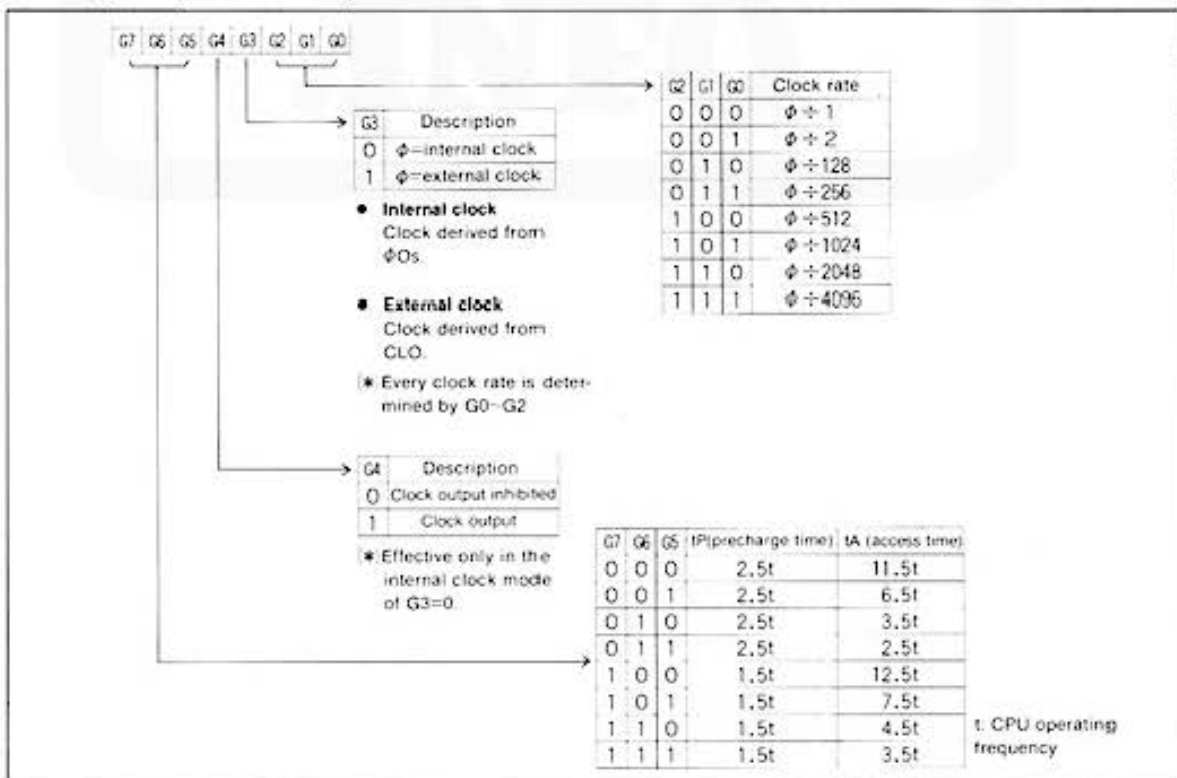 G7 G6 G5 G4 G3 G2 G1 G0
G2 G1 G0 Clock rate
0 0 0 ϕ ÷ 1
0 0 1 ϕ ÷ 2
0 1 0 ϕ ÷128
0 1 1 ϕ ÷256
1 0 0 ϕ ÷512
1 0 1 ϕ ÷1024
1 1 0 ϕ ÷2048
1 1 1 ϕ ÷4096
G3 Description
0 ϕ=internal clock
1 ϕ=external clock
● Internal clock
Clock derived from
ϕOs.
● External clock
Clock derived from
CLO.
* Every clock rate is deter-
mined by G0~G2
G4 Description
0 Clock output inhibited
1 Clock output
* Effective only in the
internal clock mode
of G3=0
G7 G6 G5 tP(precharge time) tA (access time)
0 0 0 2.5t 11.5t
0 0 1 2.5t 6.5t
0 1 0 2.5t 3.5t
0 1 1 2.5t 2.5t
1 0 0 1.5t 12.5t
1 0 1 1.5t 7.5t
1 1 0 1.5t 4.5t
1 1 1 1.5t 3.5t
t: CPU operating
frequency